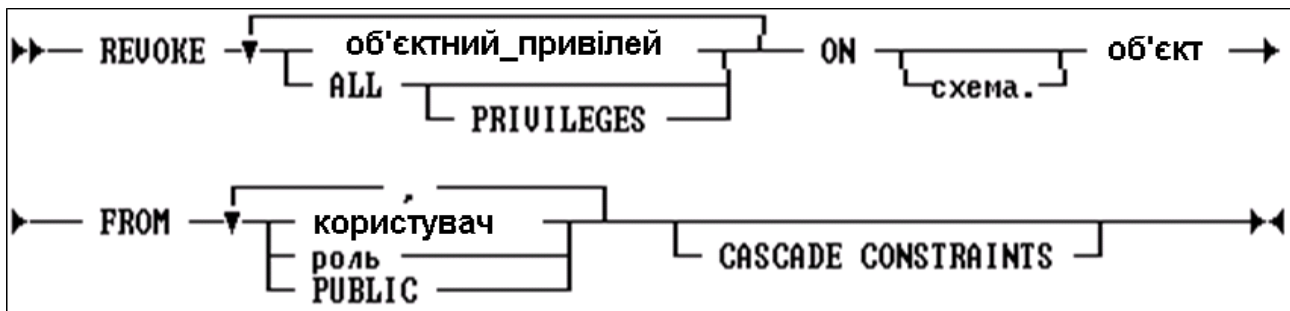 REVOKE об'єктний_привілей ON об'єкт
ALL схема.
PRIVILEGES
,
FROM користувач
роль CASCADE CONSTRAINTS
PUBLIC